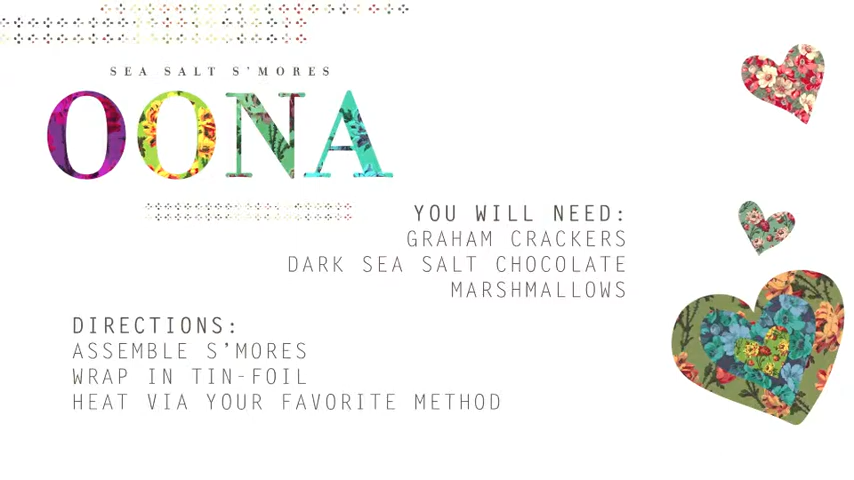 SEA SALT S'MORES
OONA
YOU WILL NEED:
GRAHAM CRACKERS
DARK SEA SALT CHOCOLATE
MARSHMALLOWS
DIRECTIONS:
ASSEMBLE S'MORES
WRAP IN TIN-FOIL
HEAT VIA YOUR FAVORITE METHOD